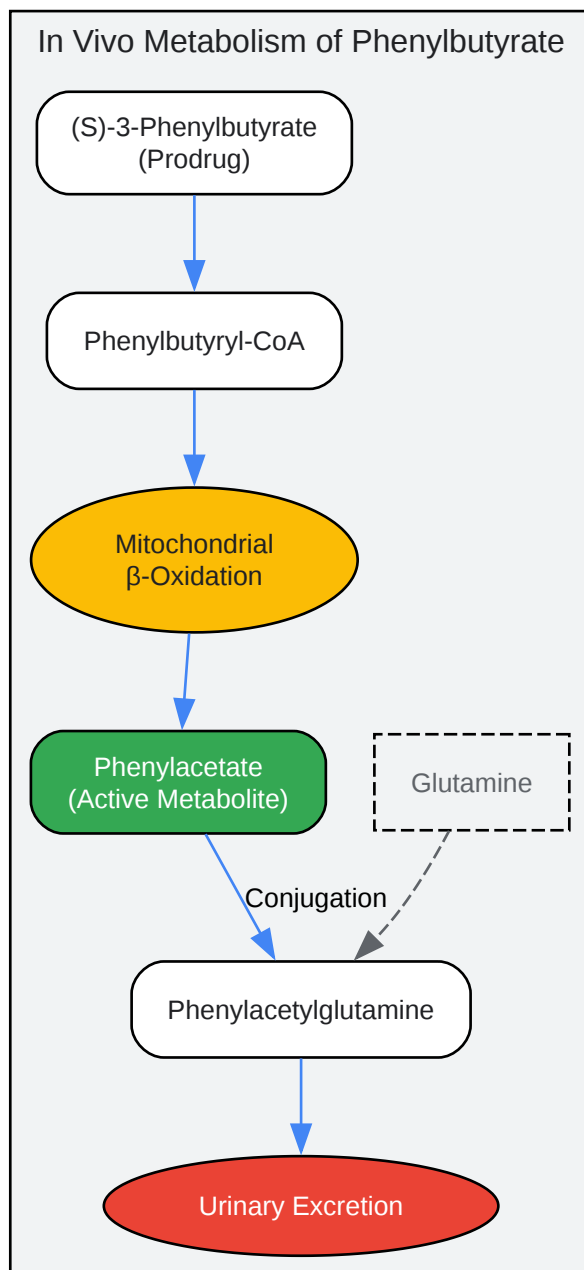 In Vivo Metabolism of Phenylbutyrate
(S)-3-Phenylbutyrate
(Prodrug)
Phenylbutyryl-CoA
Mitochondrial
β-Oxidation
Phenylacetate
(Active Metabolite)
Glutamine
Conjugation
Phenylacetylglutamine
Urinary Excretion